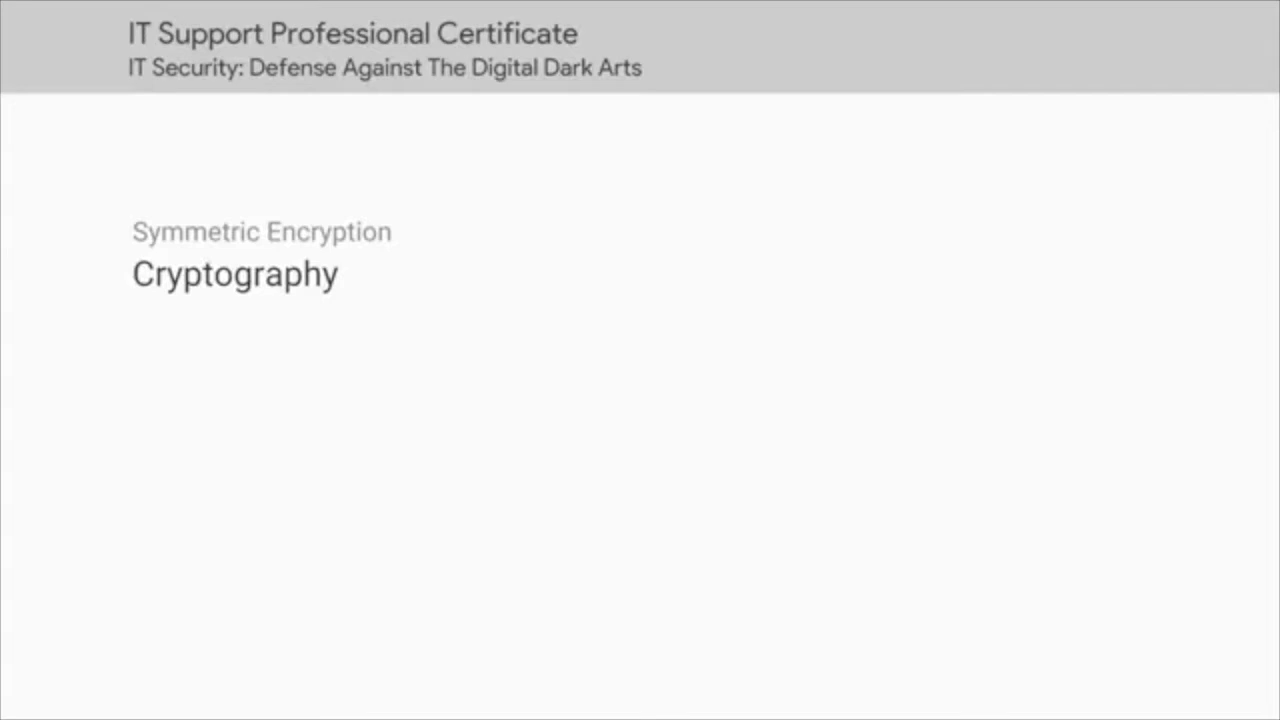 IT Support Professional Certificate
IT Security: Defense Against The Digital Dark Arts
Symmetric Encryption
Cryptography